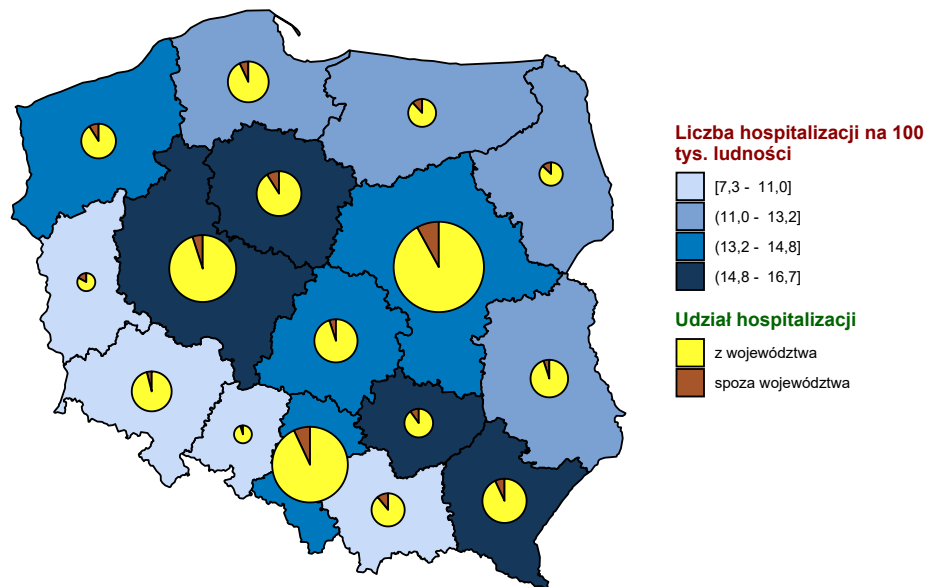 Liczba hospitalizacji na 100
tys. ludności
[7,3 -  11,0]
(11,0 -  13,2]
(13,2 -  14,8]
(14,8 -  16,7]
Udział hospitalizacji
z województwa
spoza województwa